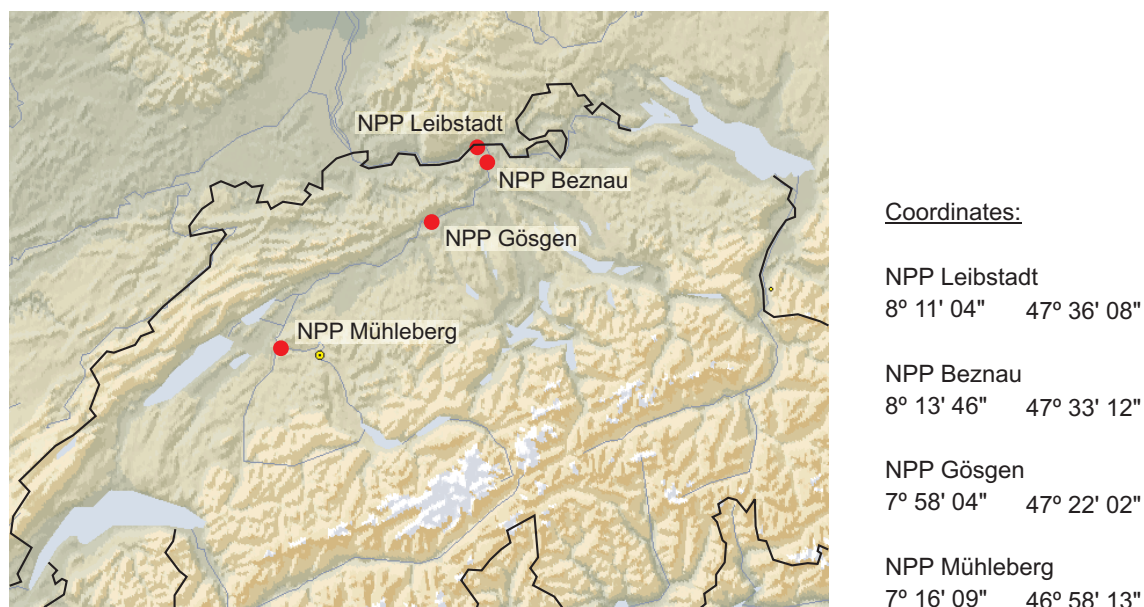 NPP Leibstadt
NPP Beznau
NPP Gösgen
NPP Mühleberg
Coordinates:
NPP Leibstadt
8º 11' 04" 47º 36' 08"
NPP Beznau
8º 13' 46" 47º 33' 12"
NPP Gösgen
7º 58' 04" 47º 22' 02"
NPP Mühleberg
7º 16' 09" 46º 58' 13"